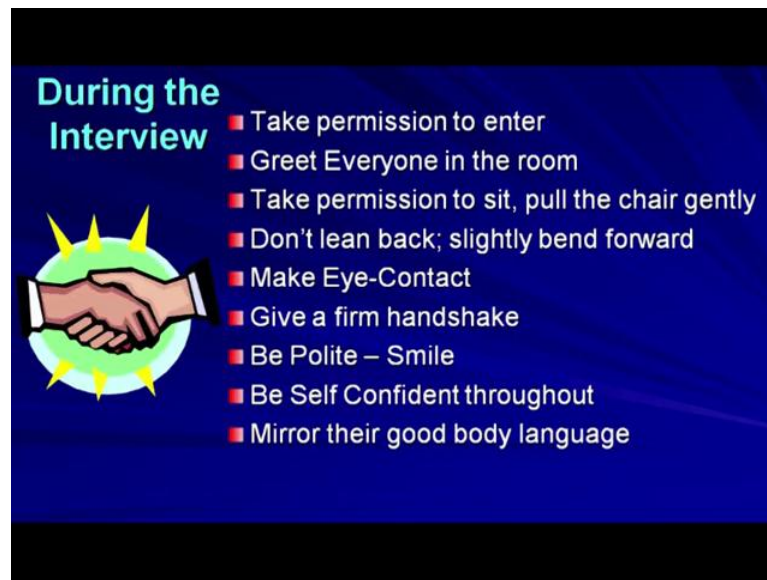 During the
Interview
Take permission to enter
Greet Everyone in the room
Take permission to sit, pull the chair gently
Don't lean back; slightly bend forward
Make Eye-Contact
Give a firm handshake
Be Polite – Smile
Be Self Confident throughout
Mirror their good body language